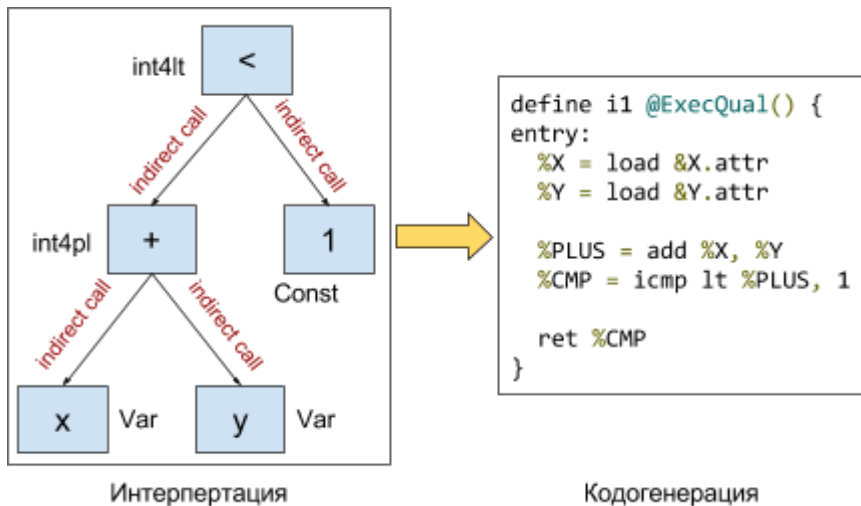 int4lt
<
indirect call
indirect call
int4pl
+
1
Const
indirect call
indirect call
x
Var
y
Var
Интерпертация
define i1 @ExecQual() {
entry:
%X = load &X.attr
%Y = load &Y.attr
%PLUS = add %X, %Y
%CMP = icmp lt %PLUS, 1
ret %CMP
}
Кодогенерация